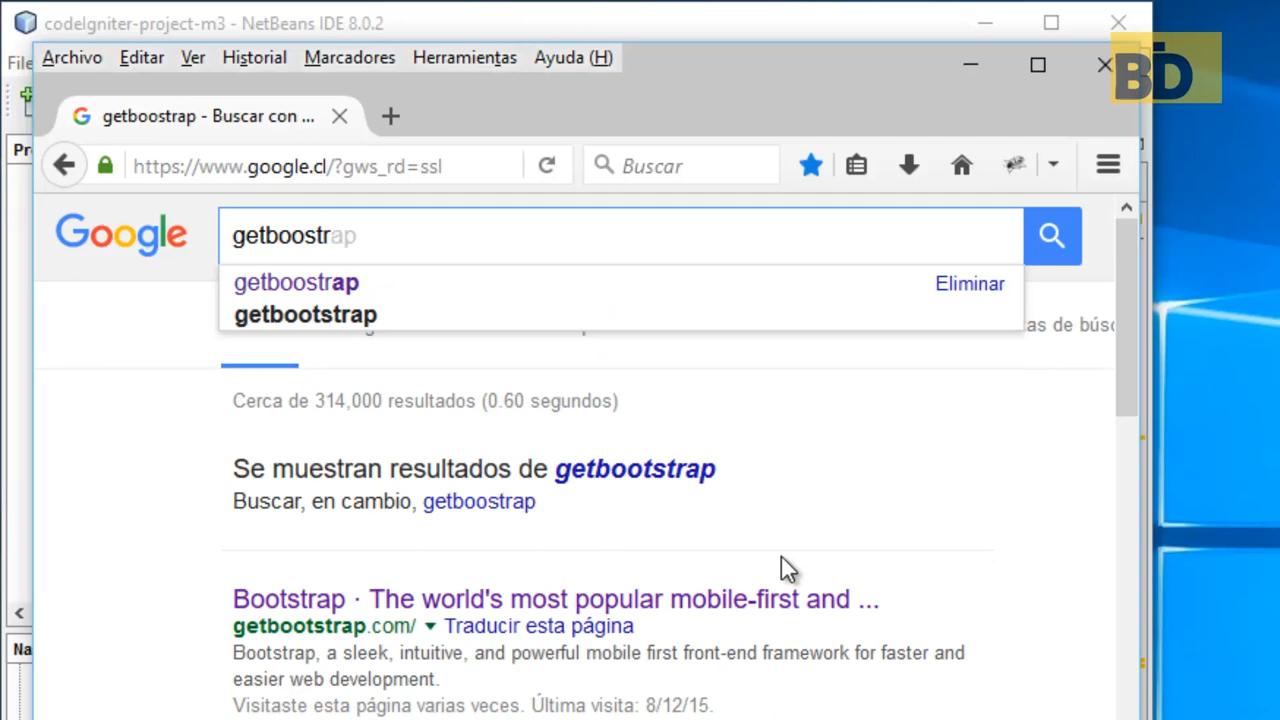 codeIgniter-project-m3 - NetBeans IDE 8.0.2
File
Archivo Editar Ver Historial Marcadores Herramientas Ayuda (H)
BD
getboostrap - Buscar con ...
https://www.google.cl/?gws_rd=ssl
Buscar
Google
getboostrap
getboostrap Eliminar
getbootstrap
as de búsc
Cerca de 314,000 resultados (0.60 segundos)
Se muestran resultados de getbootstrap
Buscar, en cambio, getboostrap
Bootstrap · The world's most popular mobile-first and ...
getbootstrap.com/ Traducir esta página
Na
Bootstrap, a sleek, intuitive, and powerful mobile first front-end framework for faster and
easier web development.
Visitaste esta página varias veces. Última visita: 8/12/15.